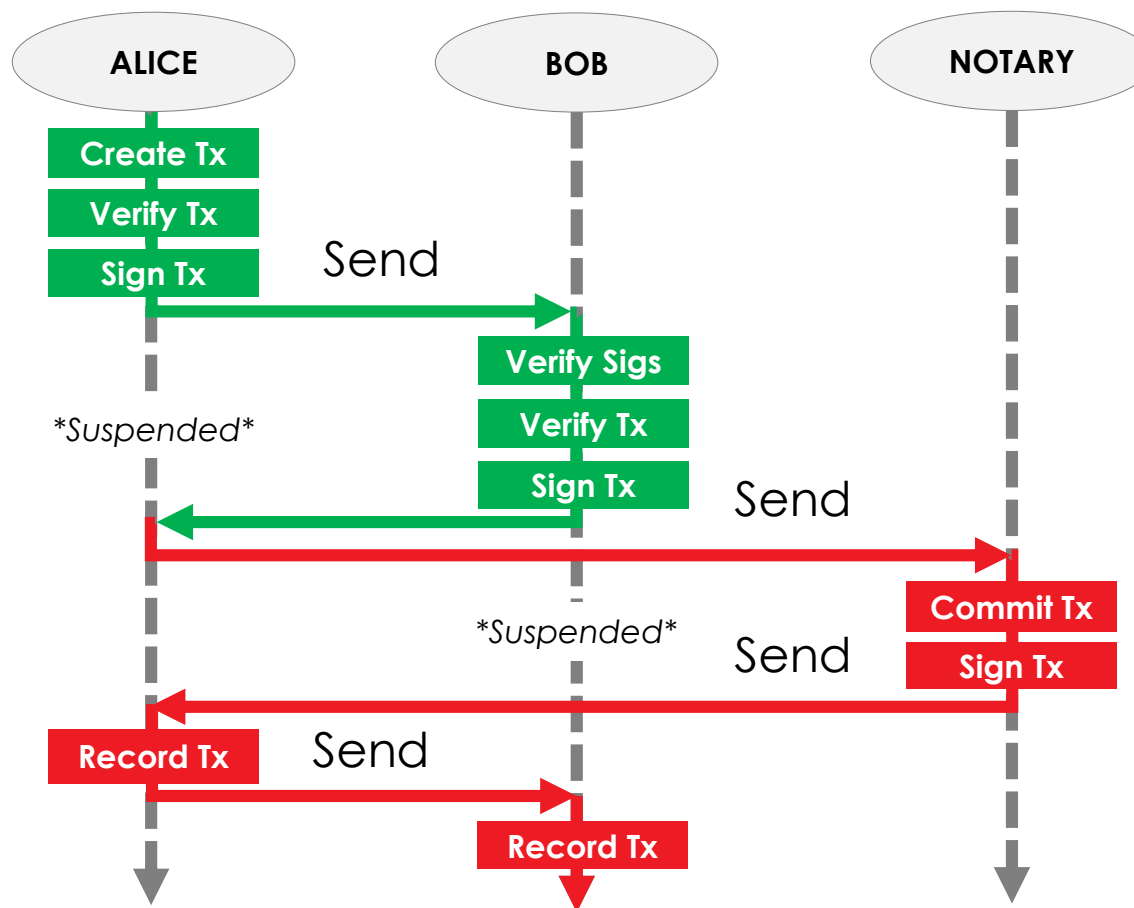 ALICE
BOB
NOTARY
Create Tx
Verify Tx
Sign Tx
Send
Verify Sigs
*Suspended*
Verify Tx
Sign Tx
Send
Commit Tx
*Suspended*
Send
Sign Tx
Record Tx
Send
Record Tx